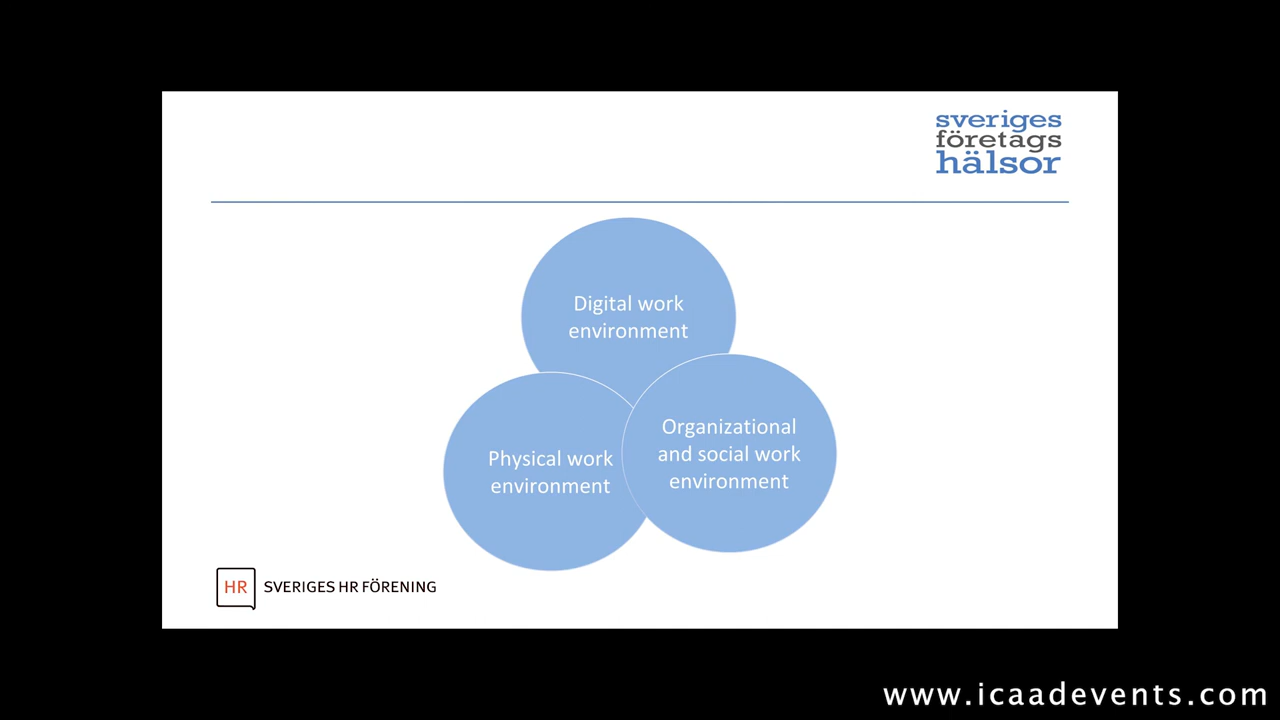 sveriges
företags
hälsor
Digital work
environment
Physical work
environment
Organizational
and social work
environment
HR SVERIGES HR FÖRENING
www.icaadevents.com